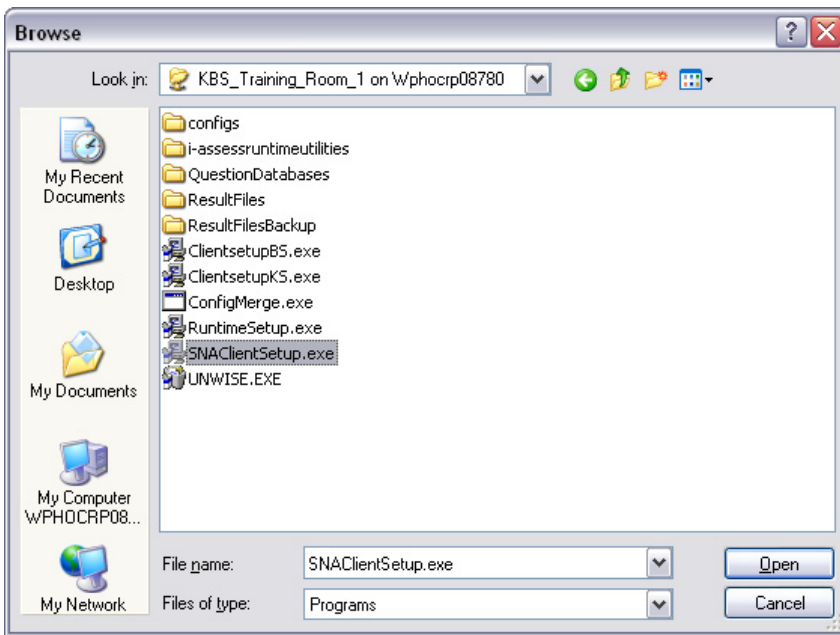 Browse
Look in: KBS_Training_Room_1 on Wphocrp08780
My Recent
Documents
Desktop
My Documents
My Computer
WPHOCRP08...
My Network
configs
i-assessruntimeutilities
QuestionDatabases
ResultFiles
ResultFilesBackup
ClientsetupBS.exe
ClientsetupKS.exe
ConfigMerge.exe
RuntimeSetup.exe
SNAClientSetup.exe
UNWISE.EXE
File name: SNAClientSetup.exe Open
Files of type: Programs Cancel